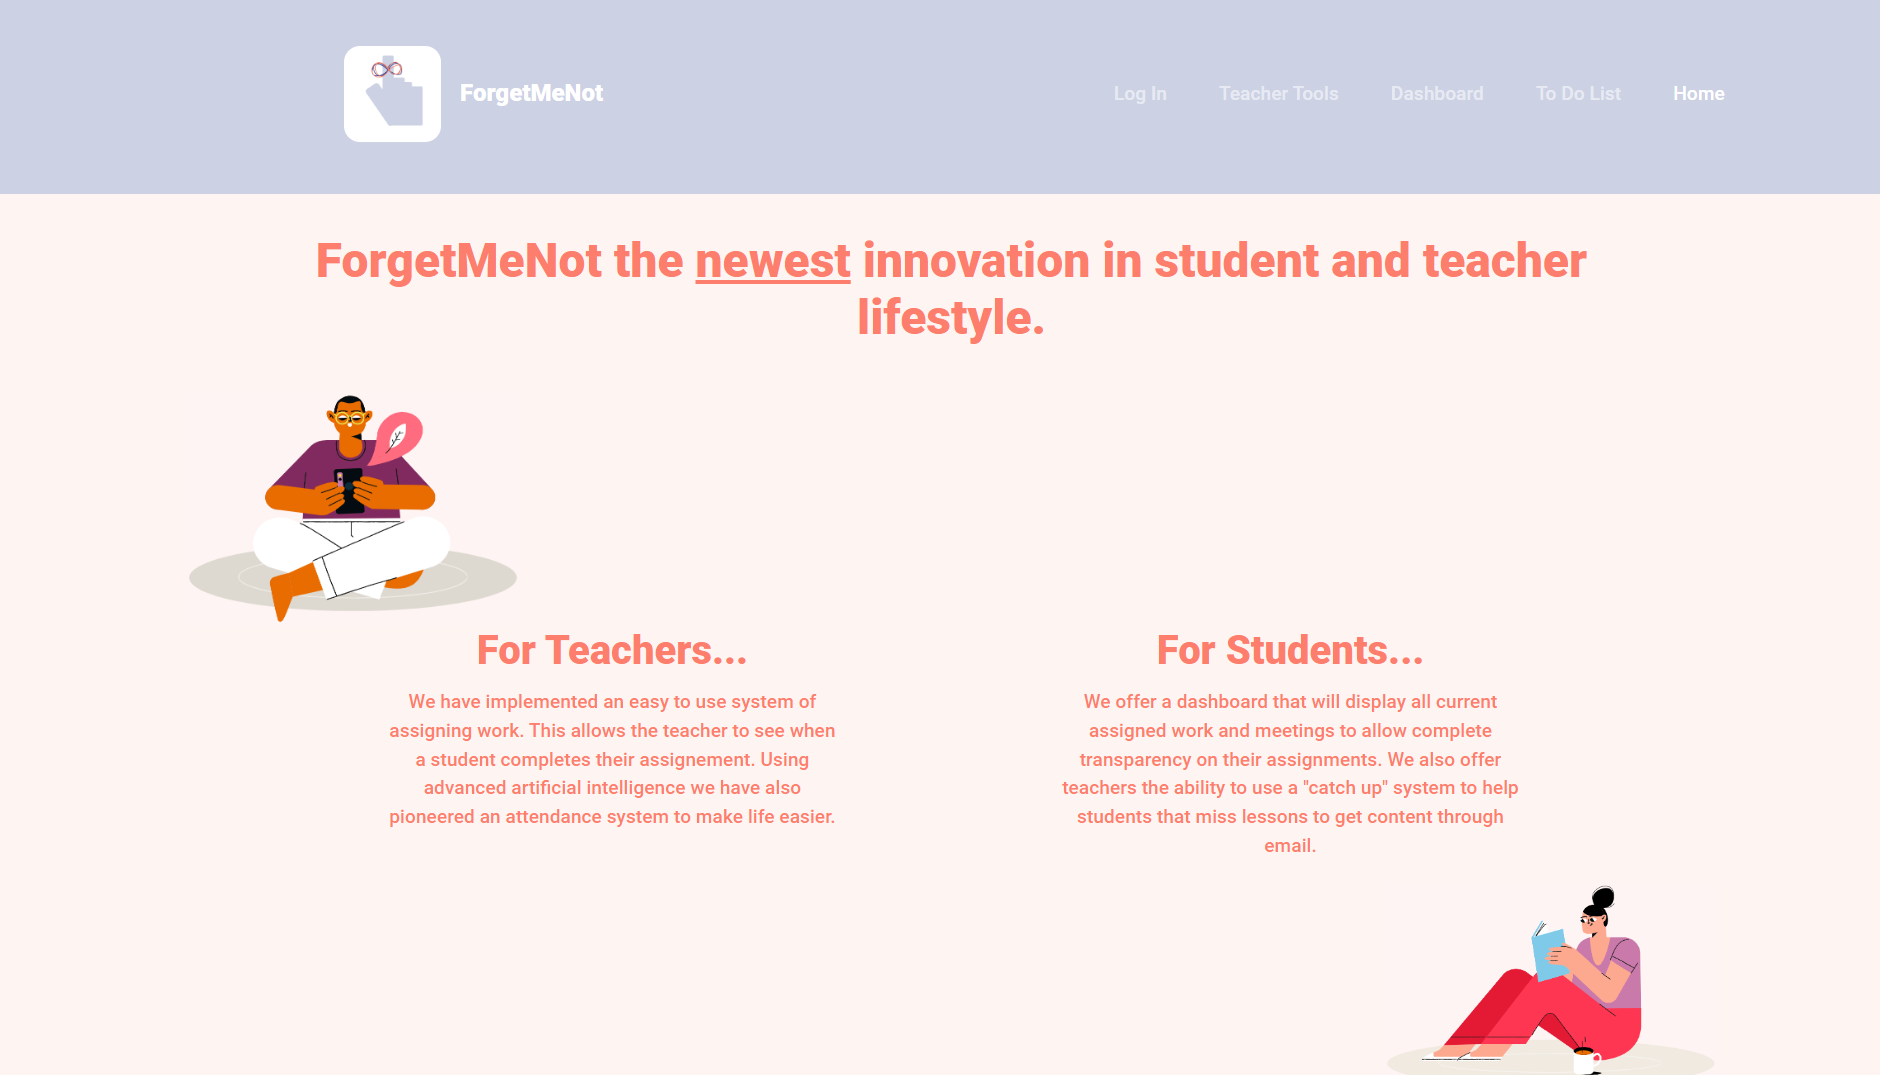 ForgetMeNot
Log In
Teacher Tools
Dashboard
To Do List
Home
ForgetMeNot the newest innovation in student and teacher
lifestyle.
For Teachers...
We have implemented an easy to use system of
assigning work. This allows the teacher to see when
a student completes their assignement. Using
advanced artificial intelligence we have also
pioneered an attendance system to make life easier.
For Students...
We offer a dashboard that will display all current
assigned work and meetings to allow complete
transparency on their assignments. We also offer
teachers the ability to use a "catch up" system to help
students that miss lessons to get content through
email.